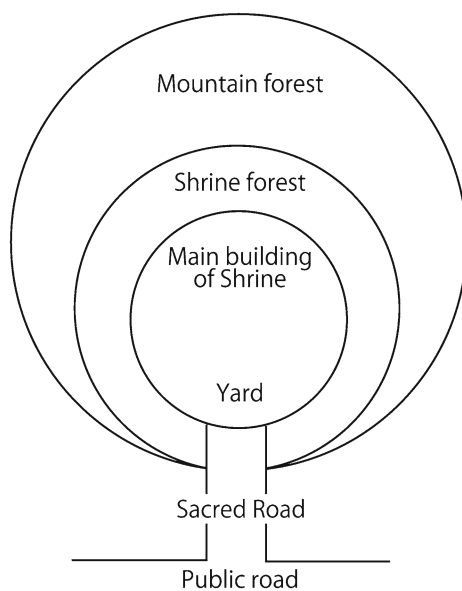 Mountain forest
Shrine forest
Main building
of Shrine
Yard
Sacred Road
Public road